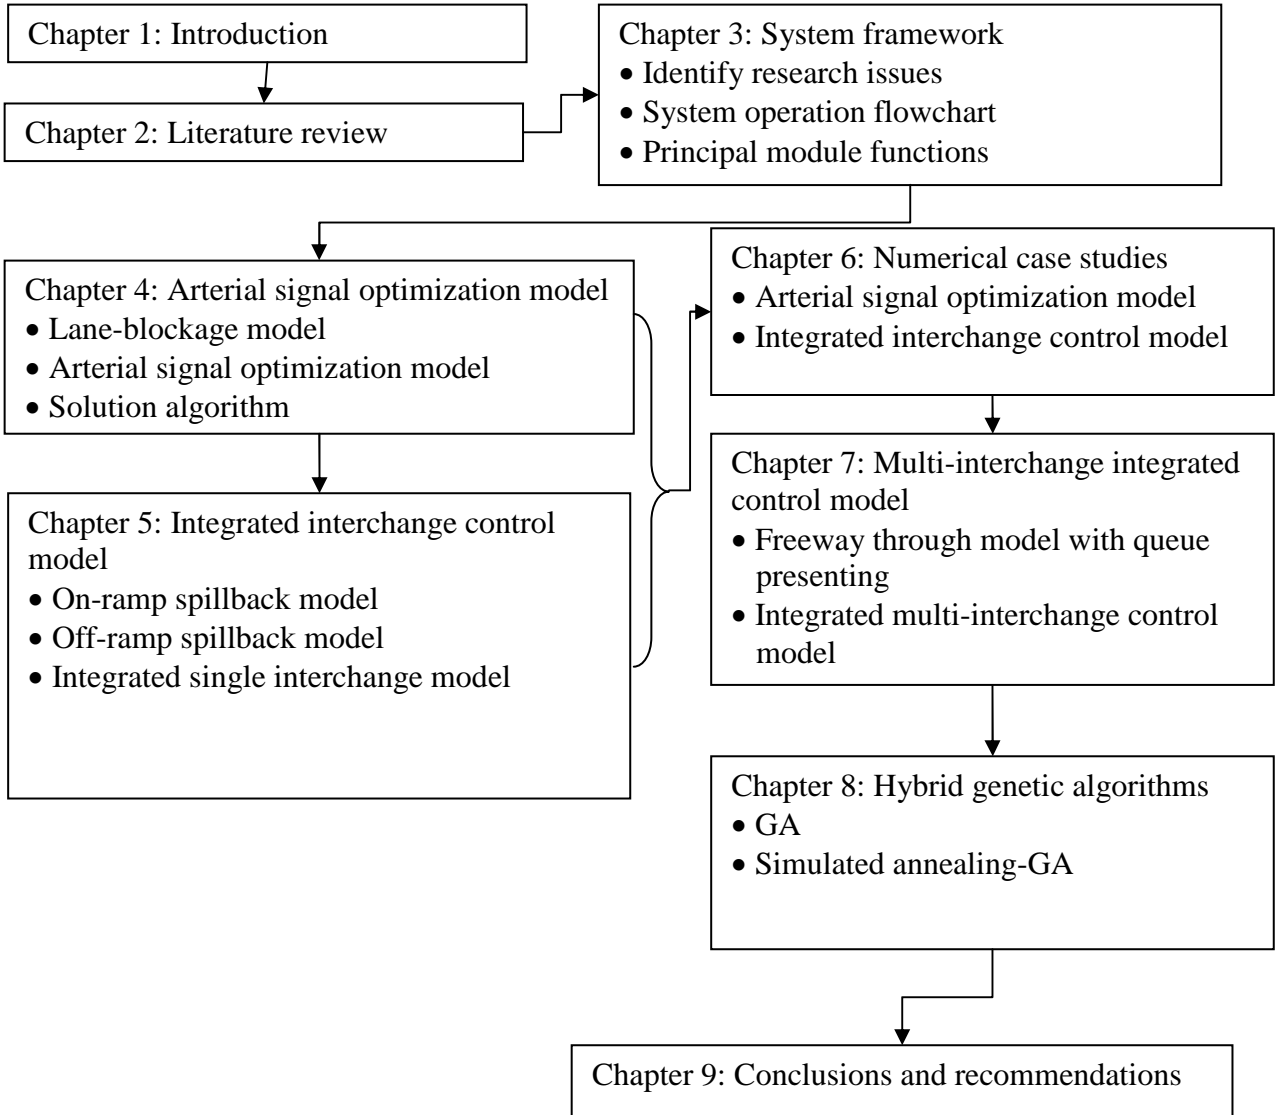 Chapter 1: Introduction
Chapter 2: Literature review
Chapter 3: System framework
• Identify research issues
• System operation flowchart
• Principal module functions
Chapter 4: Arterial signal optimization model
• Lane-blockage model
• Arterial signal optimization model
• Solution algorithm
Chapter 5: Integrated interchange control
model
• On-ramp spillback model
• Off-ramp spillback model
• Integrated single interchange model
Chapter 6: Numerical case studies
• Arterial signal optimization model
• Integrated interchange control model
Chapter 7: Multi-interchange integrated
control model
• Freeway through model with queue
presenting
• Integrated multi-interchange control
model
Chapter 8: Hybrid genetic algorithms
• GA
• Simulated annealing-GA
Chapter 9: Conclusions and recommendations